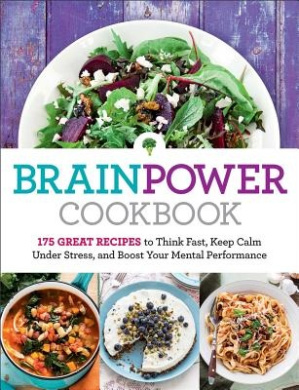 BRAINPOWER
COOKBOOK
175 GREAT RECIPES to Think Fast, Keep Calm
Under Stress, and Boost Your Mental Performance